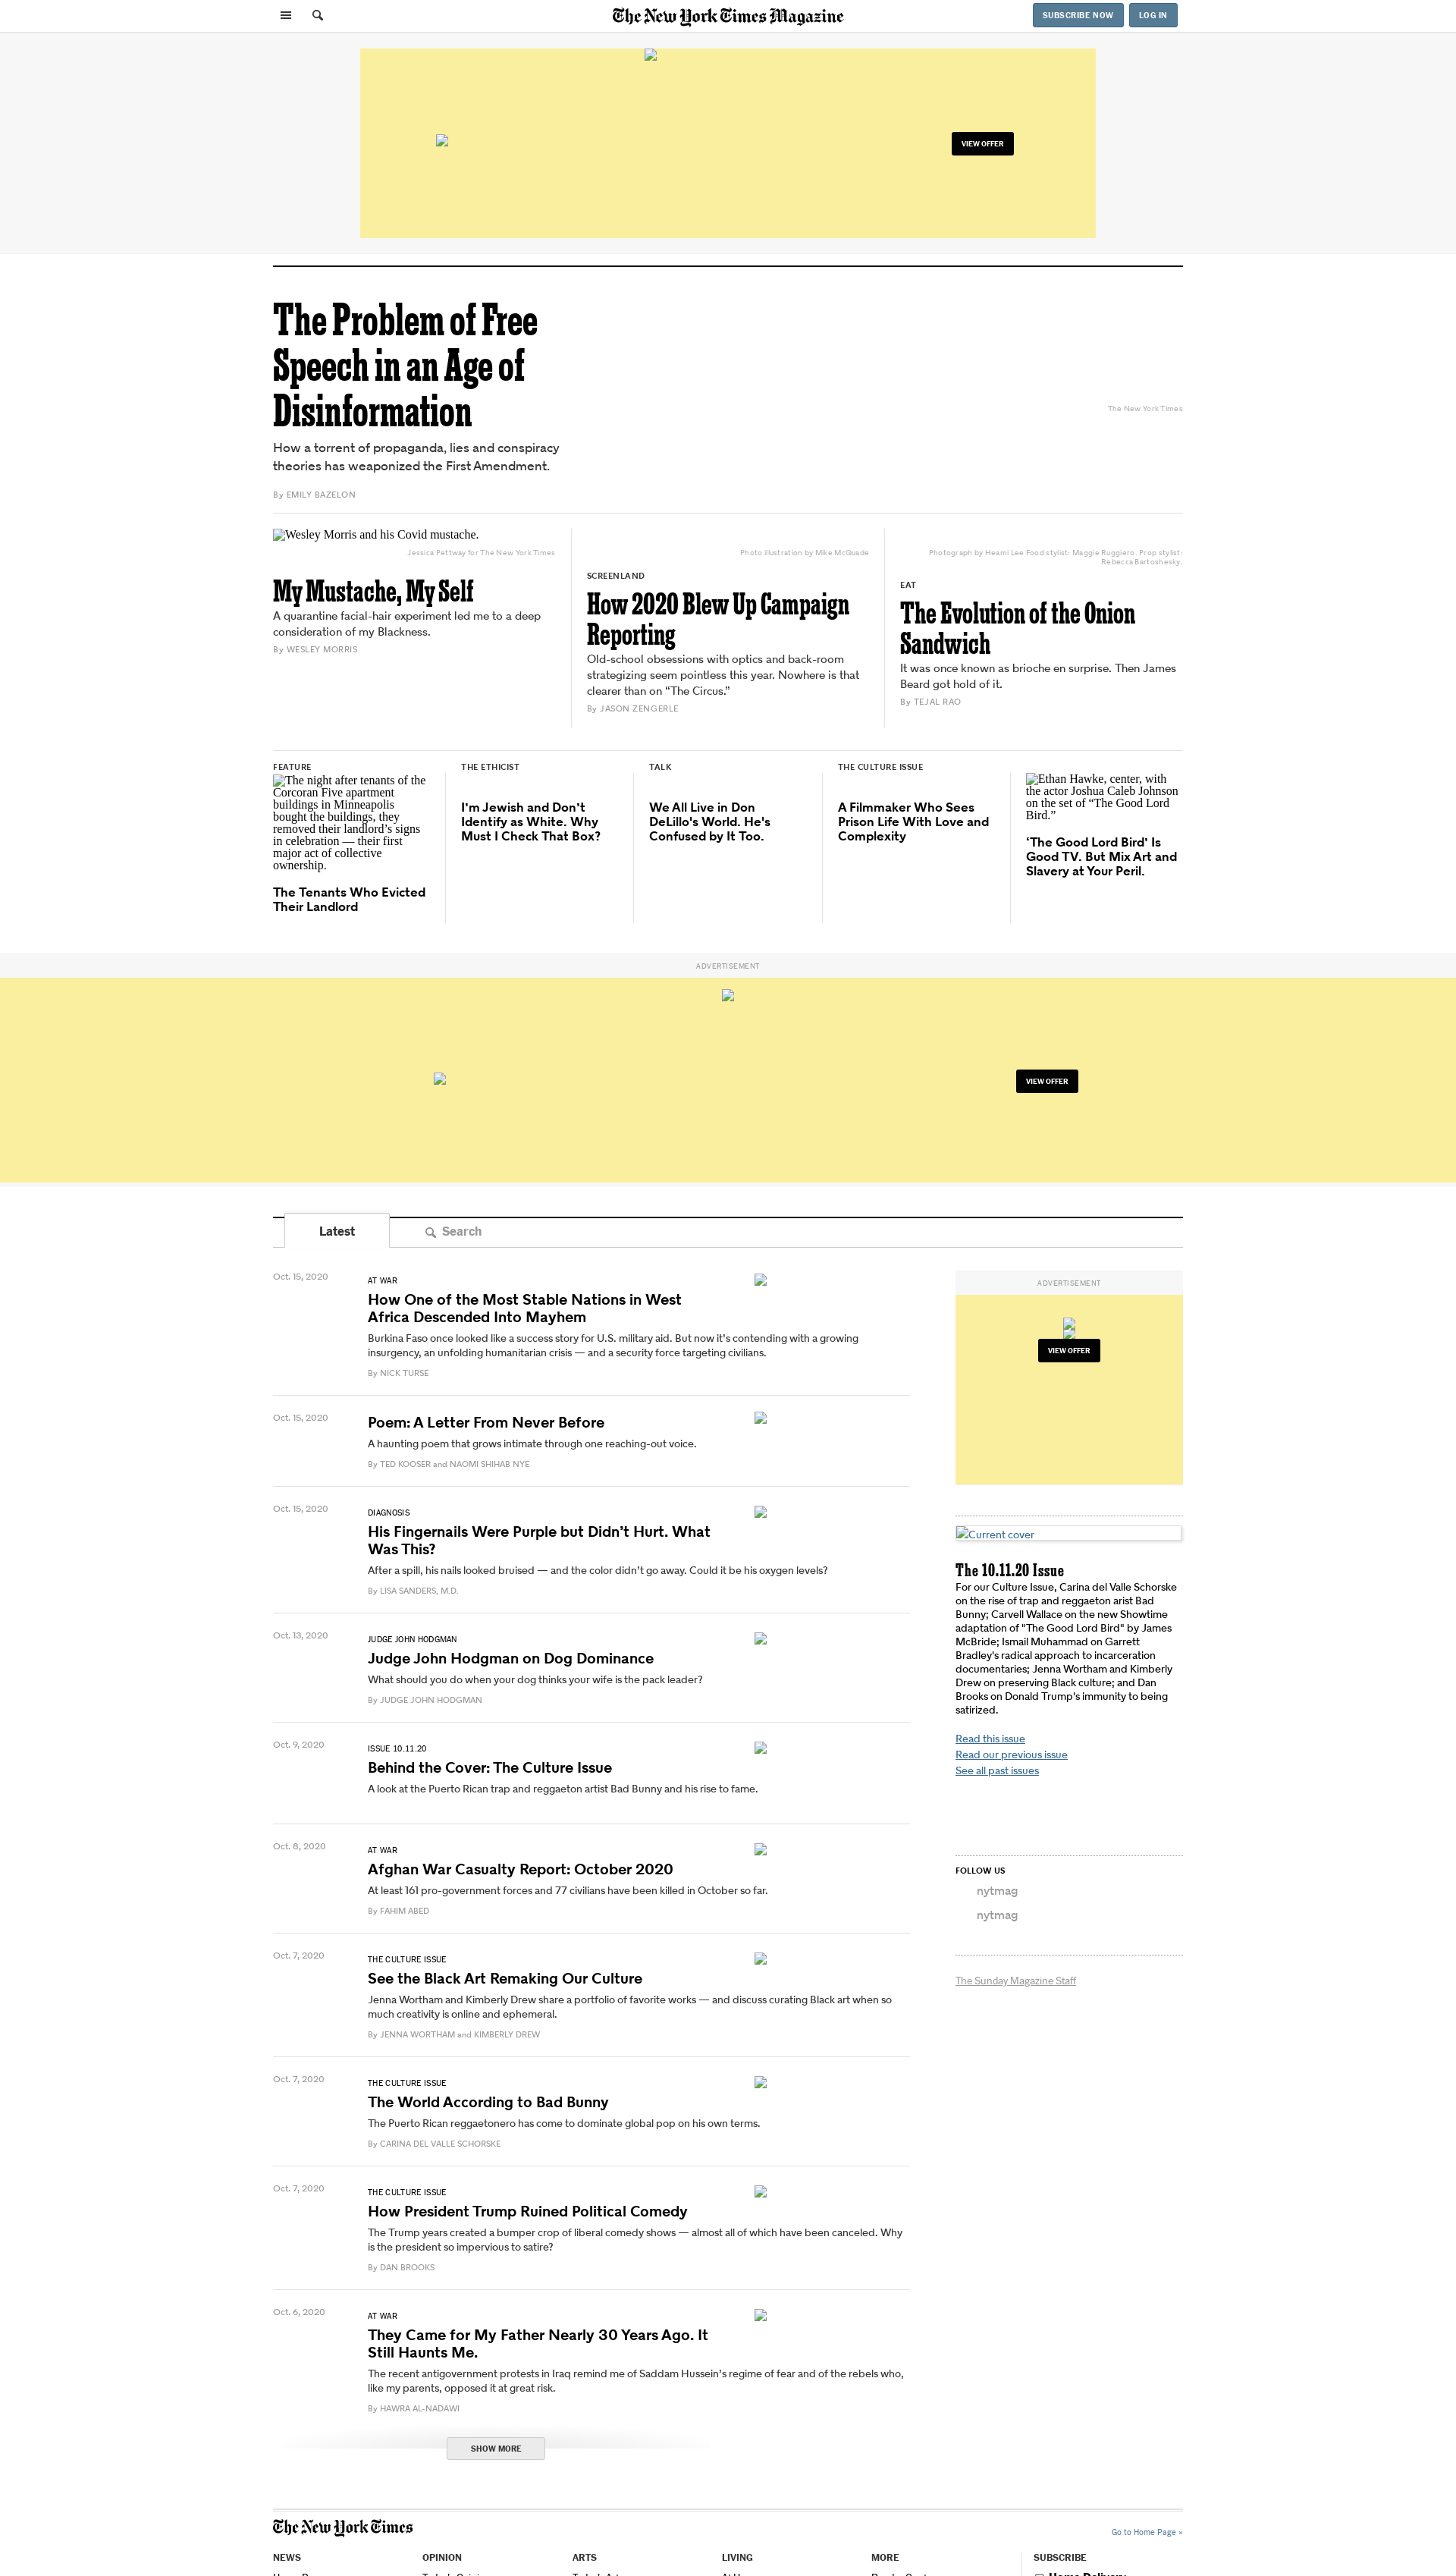 The New York Times Magazine
SUBSCRIBE NOW
LOG IN
VIEW OFFER
The Problem of Free
Speech in an Age of
Disinformation
How a torrent of propaganda, lies and conspiracy
theories has weaponized the First Amendment.
By EMILY BAZELON
The New York Times
Wesley Morris and his Covid mustache.
Jessica Pettway for The New York Times
My Mustache, My Self
A quarantine facial-hair experiment led me to a deep
consideration of my Blackness.
By WESLEY MORRIS
Photo illustration by Mike McQuade
SCREENLAND
How 2020 Blew Up Campaign
Reporting
Old-school obsessions with optics and back-room
strategizing seem pointless this year. Nowhere is that
clearer than on “The Circus.”
By JASON ZENGERLE
Photograph by Heami Lee Food stylist: Maggie Ruggiero. Prop stylist:
Rebecca Bartoshesky.
EAT
The Evolution of the Onion
Sandwich
It was once known as brioche en surprise. Then James
Beard got hold of it.
By TEJAL RAO
FEATURE
The night after tenants of the
Corcoran Five apartment
buildings in Minneapolis
bought the buildings, they
removed their landlord’s signs
in celebration — their first
major act of collective
ownership.
The Tenants Who Evicted
Their Landlord
THE ETHICIST
I’m Jewish and Don’t
Identify as White. Why
Must I Check That Box?
TALK
We All Live in Don
DeLillo's World. He's
Confused by It Too.
THE CULTURE ISSUE
A Filmmaker Who Sees
Prison Life With Love and
Complexity
Ethan Hawke, center, with
the actor Joshua Caleb Johnson
on the set of “The Good Lord
Bird.”
‘The Good Lord Bird’ Is
Good TV. But Mix Art and
Slavery at Your Peril.
ADVERTISEMENT
VIEW OFFER
Latest
Search
Oct. 15, 2020
AT WAR
How One of the Most Stable Nations in West
Africa Descended Into Mayhem
Burkina Faso once looked like a success story for U.S. military aid. But now it’s contending with a growing
insurgency, an unfolding humanitarian crisis — and a security force targeting civilians.
By NICK TURSE
Oct. 15, 2020
Poem: A Letter From Never Before
A haunting poem that grows intimate through one reaching-out voice.
By TED KOOSER and NAOMI SHIHAB NYE
Oct. 15, 2020
DIAGNOSIS
His Fingernails Were Purple but Didn’t Hurt. What
Was This?
After a spill, his nails looked bruised — and the color didn’t go away. Could it be his oxygen levels?
By LISA SANDERS, M.D.
Oct. 13, 2020
JUDGE JOHN HODGMAN
Judge John Hodgman on Dog Dominance
What should you do when your dog thinks your wife is the pack leader?
By JUDGE JOHN HODGMAN
Oct. 9, 2020
ISSUE 10.11.20
Behind the Cover: The Culture Issue
A look at the Puerto Rican trap and reggaeton artist Bad Bunny and his rise to fame.
Oct. 8, 2020
AT WAR
Afghan War Casualty Report: October 2020
At least 161 pro-government forces and 77 civilians have been killed in October so far.
By FAHIM ABED
Oct. 7, 2020
THE CULTURE ISSUE
See the Black Art Remaking Our Culture
Jenna Wortham and Kimberly Drew share a portfolio of favorite works — and discuss curating Black art when so
much creativity is online and ephemeral.
By JENNA WORTHAM and KIMBERLY DREW
Oct. 7, 2020
THE CULTURE ISSUE
The World According to Bad Bunny
The Puerto Rican reggaetonero has come to dominate global pop on his own terms.
By CARINA DEL VALLE SCHORSKE
Oct. 7, 2020
THE CULTURE ISSUE
How President Trump Ruined Political Comedy
The Trump years created a bumper crop of liberal comedy shows — almost all of which have been canceled. Why
is the president so impervious to satire?
By DAN BROOKS
Oct. 6, 2020
AT WAR
They Came for My Father Nearly 30 Years Ago. It
Still Haunts Me.
The recent antigovernment protests in Iraq remind me of Saddam Hussein’s regime of fear and of the rebels who,
like my parents, opposed it at great risk.
By HAWRA AL-NADAWI
SHOW MORE
ADVERTISEMENT
VIEW OFFER
Current cover
The 10.11.20 Issue
For our Culture Issue, Carina del Valle Schorske
on the rise of trap and reggaeton arist Bad
Bunny; Carvell Wallace on the new Showtime
adaptation of "The Good Lord Bird" by James
McBride; Ismail Muhammad on Garrett
Bradley's radical approach to incarceration
documentaries; Jenna Wortham and Kimberly
Drew on preserving Black culture; and Dan
Brooks on Donald Trump's immunity to being
satirized.
Read this issue
Read our previous issue
See all past issues
FOLLOW US
nytmag
nytmag
The Sunday Magazine Staff
The New York Times
Go to Home Page »
NEWS
OPINION
ARTS
LIVING
MORE
SUBSCRIBE